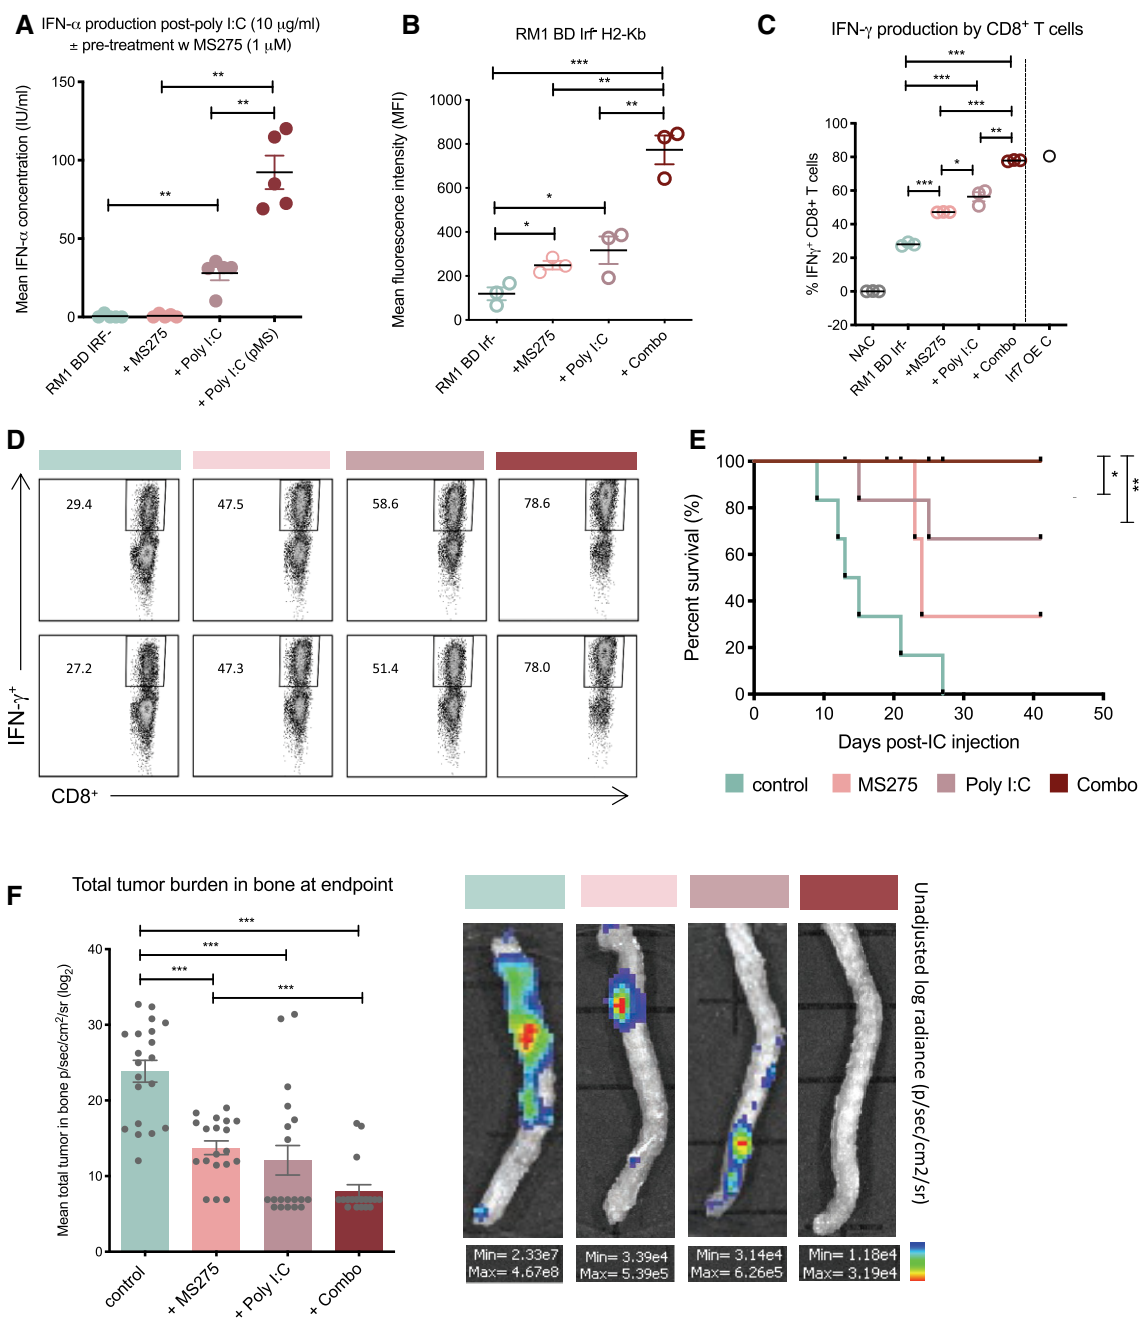 A
IFN-α production post-poly I:C (10 μg/ml)
± pre-treatment w MS275 (1 μM)
Mean IFN-α concentration (IU/ml)
150
100
50
0
**
**
**
RM1 BD IRF-
+ MS275
+ Poly I:C
+ Poly I:C (pMS)
B
RM1 BD Irf- H2-Kb
Mean fluorescence intensity (MFI)
1000
800
600
400
200
0
***
**
**
*
*
RM1 BD Irf-
+MS275
+ Poly I:C
+ Combo
C
IFN-γ production by CD8+ T cells
% IFNγ+ CD8+ T cells
100
80
60
40
20
0
-20
***
***
***
**
*
***
NAC
RM1 BD Irf-
+MS275
+ Poly I:C
+ Combo
Irf7 OE C
D
29.4
47.5
58.6
78.6
27.2
47.3
51.4
78.0
IFN-γ+
CD8+
E
Percent survival (%)
100
80
60
40
20
0
0 10 20 30 40 50
Days post-IC injection
*
**
control MS275 Poly I:C Combo
F
Total tumor burden in bone at endpoint
Mean total tumor in bone p/sec/cm2/sr (log2)
40
30
20
10
0
***
***
***
***
control
+ MS275
+ Poly I:C
+ Combo
Min= 2.33e7
Max= 4.67e8
Min= 3.39e4
Max= 5.39e5
Min= 3.14e4
Max= 6.26e5
Min= 1.18e4
Max= 3.19e4
Unadjusted log radiance (p/sec/cm2/sr)